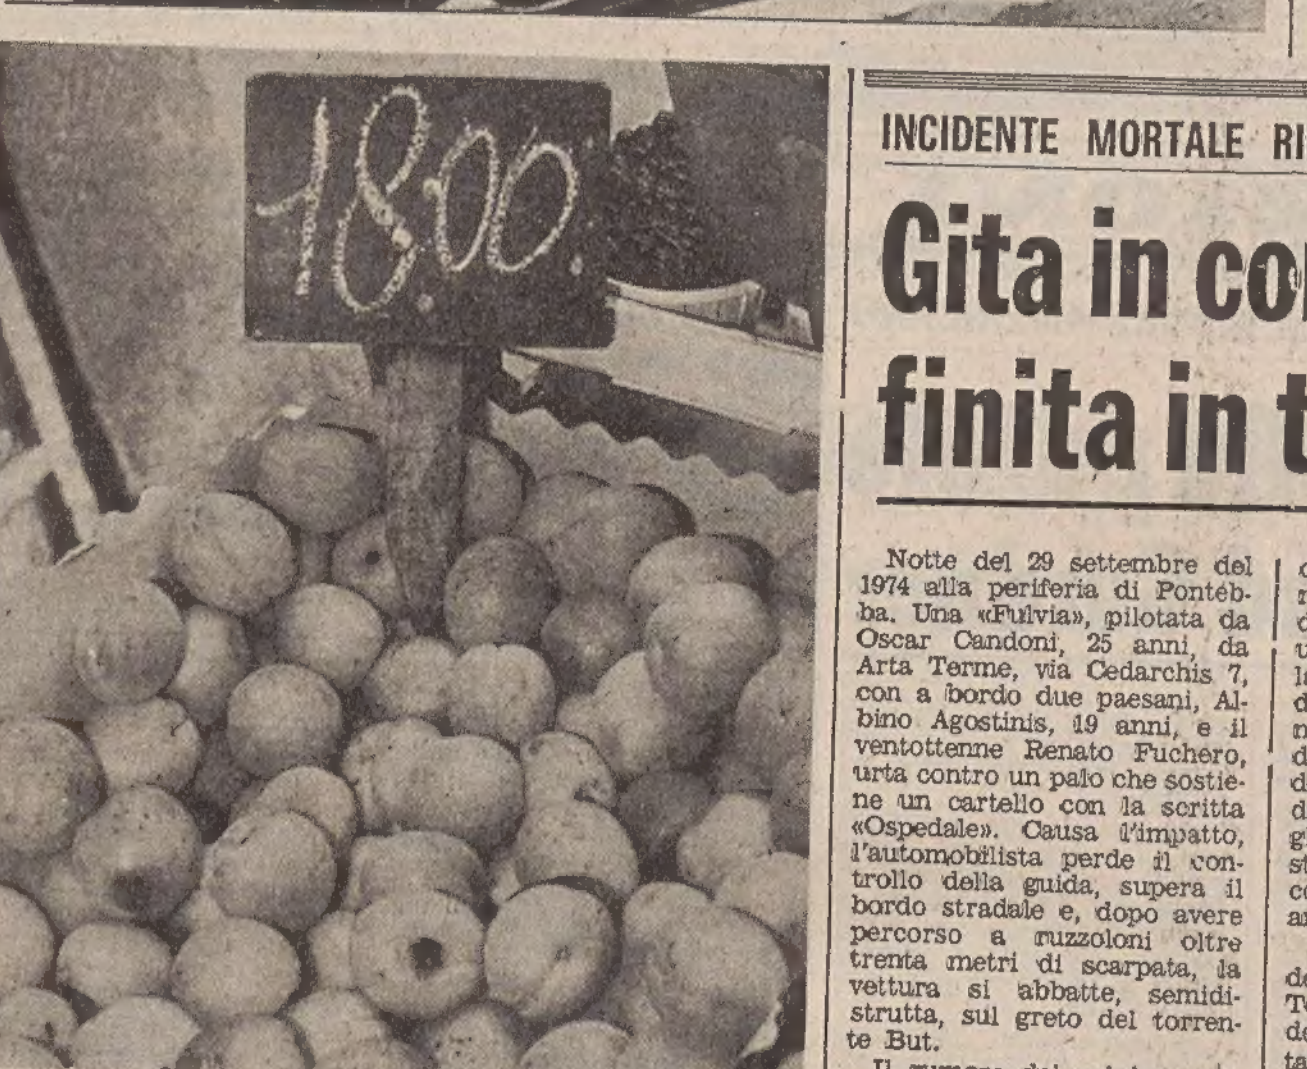 18.00.
INCIDENTE MORTALE
Gita in
finita in
Notte del 29 settembre del
1974 alla periferia di Pontéb-
ba. Una «Fulvia», pilotata da
Oscar Candoni, 25 anni, da
Arta Terme, via Cedarchis 7,
con a bordo due paesani, Al-
bino Agostinis, 19 anni, e il
ventottenne Renato Fuchero,
urta contro un palo che sostie-
ne un cartello con la scritta
«Ospedale». Causa l'impatto,
l'automobilista perde il con-
trollo della guida, supera il
bordo stradale e, dopo avere
percorso a ruzzoloni oltre
trenta metri di scarpata, la
vettura si abbatte, semidi-
strutta, sul greto del torren-
te But.